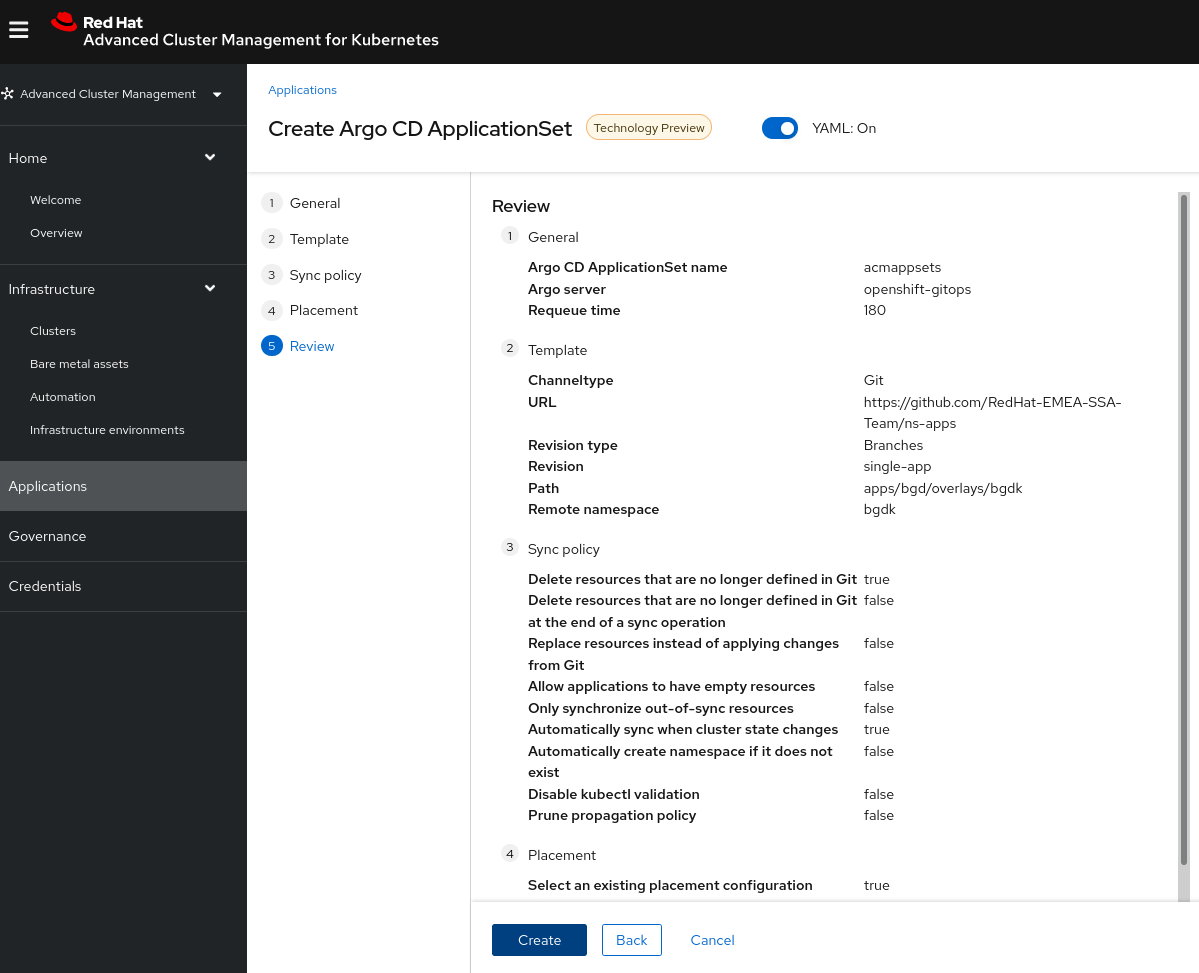 Red Hat
Advanced Cluster Management for Kubernetes
Advanced Cluster Management
Home
Welcome
Overview
Infrastructure
Clusters
Bare metal assets
Automation
Infrastructure environments
Applications
Governance
Credentials
Applications
Create Argo CD ApplicationSet
Technology Preview
YAML: On
1 General
2 Template
3 Sync policy
4 Placement
5 Review
Review
1 General
Argo CD ApplicationSet name acmappsets
Argo server openshift-gitops
Requeue time 180
2 Template
Channeltype Git
URL https://github.com/RedHat-EMEA-SSA-
Team/ns-apps
Revision type Branches
Revision single-app
Path apps/bgd/overlays/bgdk
Remote namespace bgdk
3 Sync policy
Delete resources that are no longer defined in Git true
Delete resources that are no longer defined in Git false
at the end of a sync operation
Replace resources instead of applying changes false
from Git
Allow applications to have empty resources false
Only synchronize out-of-sync resources false
Automatically sync when cluster state changes true
Automatically create namespace if it does not false
exist
Disable kubectl validation false
Prune propagation policy false
4 Placement
Select an existing placement configuration true
Create
Back
Cancel